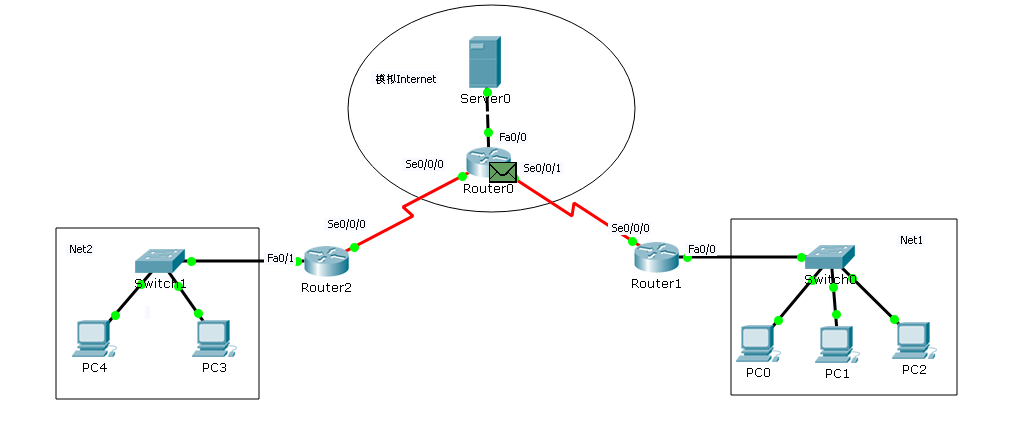 模拟Internet
Server0
Fa0/0
Se0/0/0
Se0/0/1
Router0
Se0/0/0
Se0/0/0
Net2
Net1
Fa0/1
Fa0/0
Switch1
Router2
Router1
Switch0
PC4
PC3
PC0
PC1
PC2